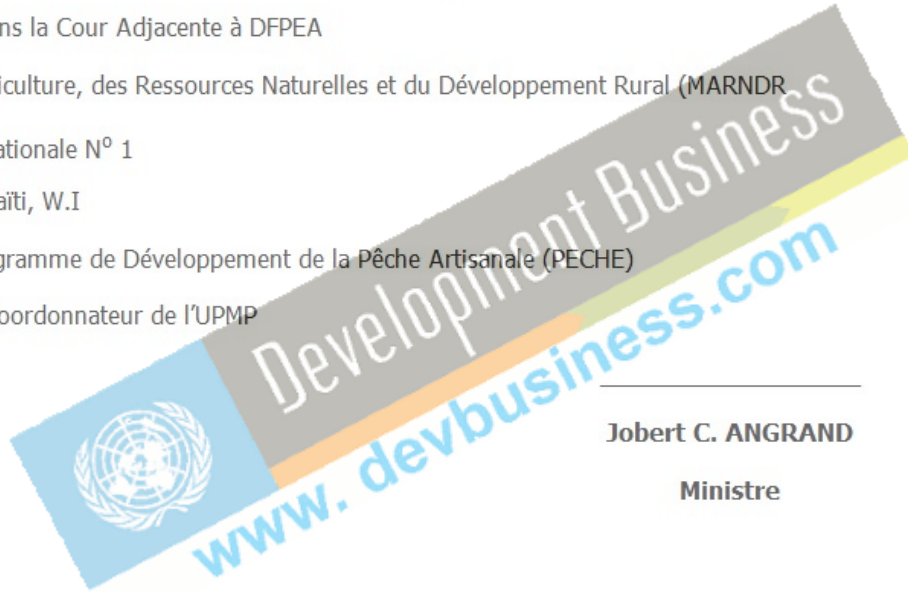 ns la Cour Adjacente à DFPEA
iculture, des Ressources Naturelles et du Développement Rural (MARNDR
ationale Nº 1
aïti, W.I
gramme de Développement de la Pêche Artisanale (PECHE)
oordonnateur de l'UPMP
Development Business
www. devbusiness.com
Jobert C. ANGRAND
Ministre